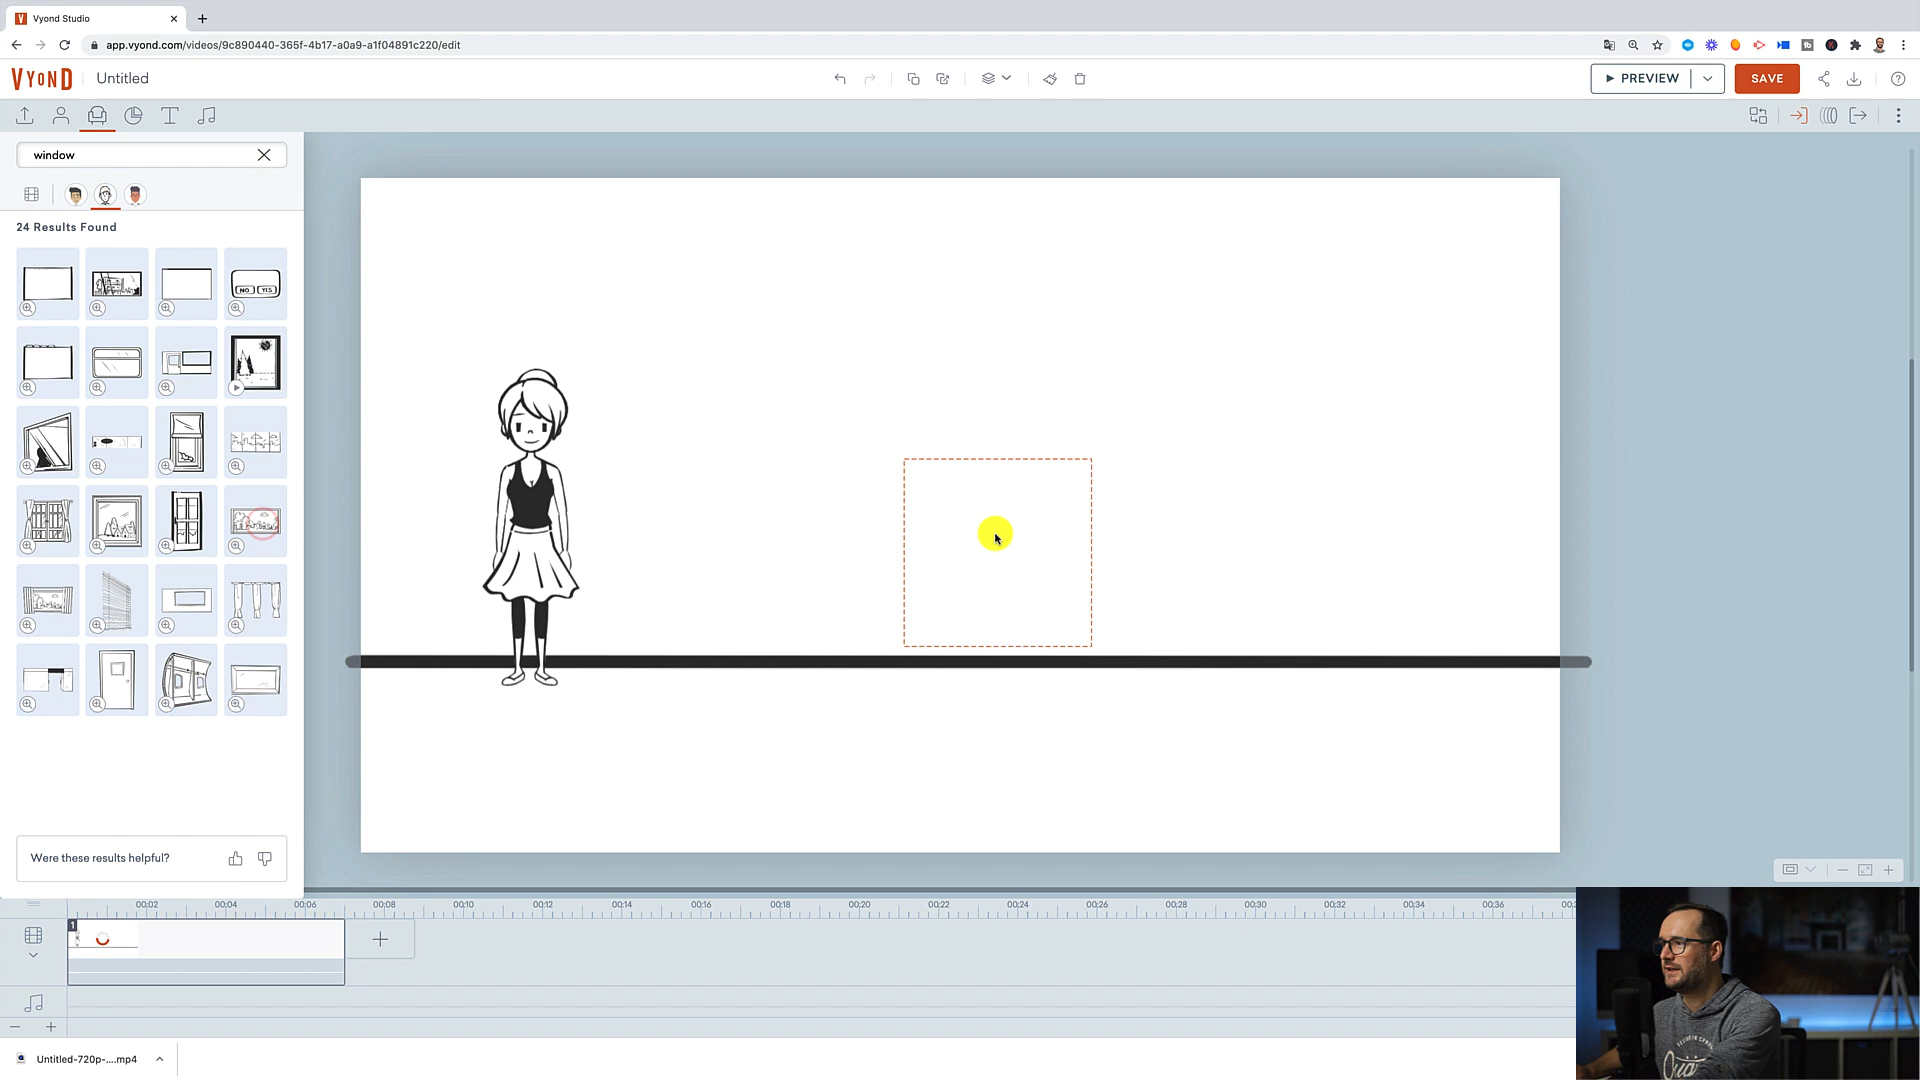 Vyond Studio
app.vyond.com/videos/9c890440-365f-4b17-a0a9-a1f04891c220/edit
VYOND
Untitled
PREVIEW
SAVE
window
24 Results Found
NO YES
Were these results helpful?
00:02 00:04 00:06 00:08 00:10 00:12 00:14 00:16 00:18 00:20 00:22 00:24 00:26 00:28 00:30 00:32 00:34 00:36
1
Untitled-720p-....mp4